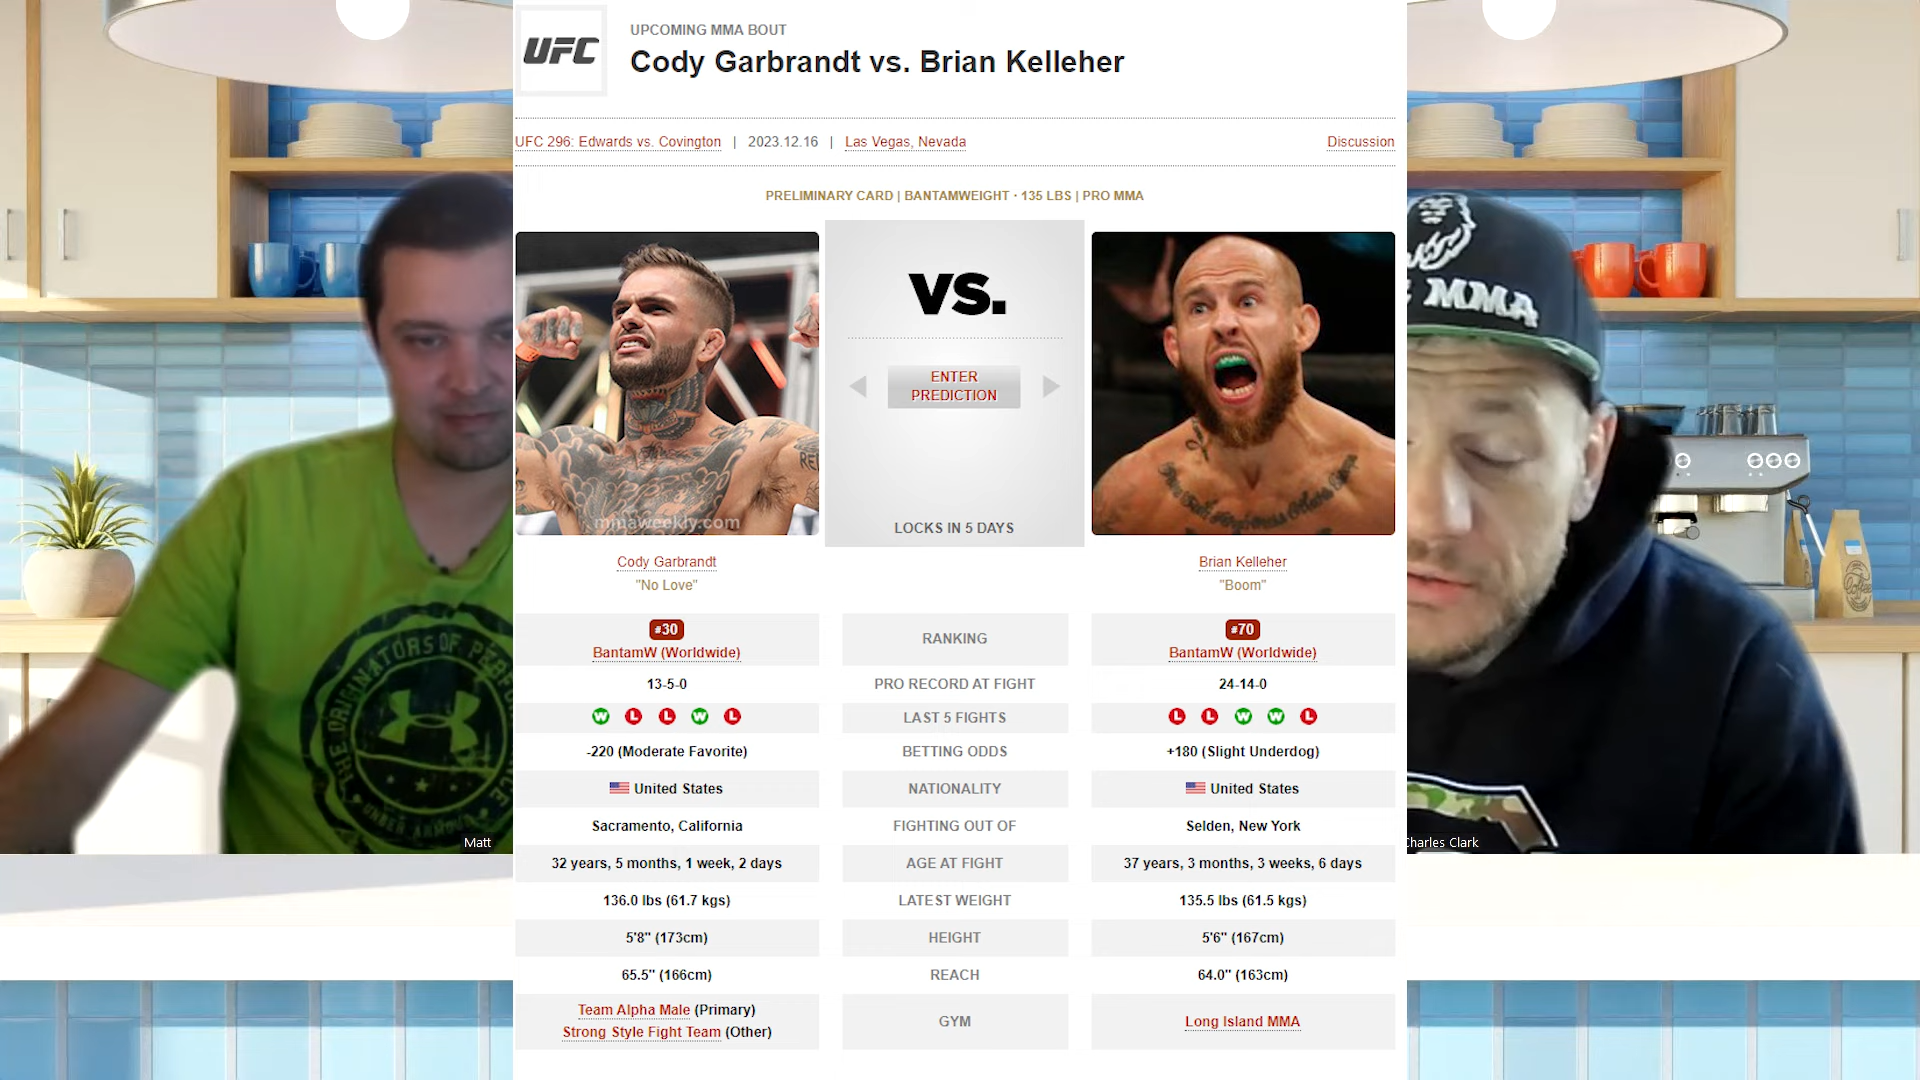 UFC
UPCOMING MMA BOUT
Cody Garbrandt vs. Brian Kelleher
UFC 296: Edwards vs. Covington | 2023.12.16 | Las Vegas, Nevada
Discussion
PRELIMINARY CARD | BANTAMWEIGHT · 135 LBS | PRO MMA
VS.
ENTER
PREDICTION
LOCKS IN 5 DAYS
mmaweekly.com
Cody Garbrandt
"No Love"
Brian Kelleher
"Boom"
#30
BantamW (Worldwide)
RANKING
#70
BantamW (Worldwide)
13-5-0
PRO RECORD AT FIGHT
24-14-0
W L L W L
LAST 5 FIGHTS
L L W W L
-220 (Moderate Favorite)
BETTING ODDS
+180 (Slight Underdog)
United States
NATIONALITY
United States
Sacramento, California
FIGHTING OUT OF
Selden, New York
32 years, 5 months, 1 week, 2 days
AGE AT FIGHT
37 years, 3 months, 3 weeks, 6 days
136.0 lbs (61.7 kgs)
LATEST WEIGHT
135.5 lbs (61.5 kgs)
5'8" (173cm)
HEIGHT
5'6" (167cm)
65.5" (166cm)
REACH
64.0" (163cm)
Team Alpha Male (Primary)
Strong Style Fight Team (Other)
GYM
Long Island MMA
THE ORIGINATORS OF
UNDER ARMOUR
Matt
MMA
Coffee
Charles Clark